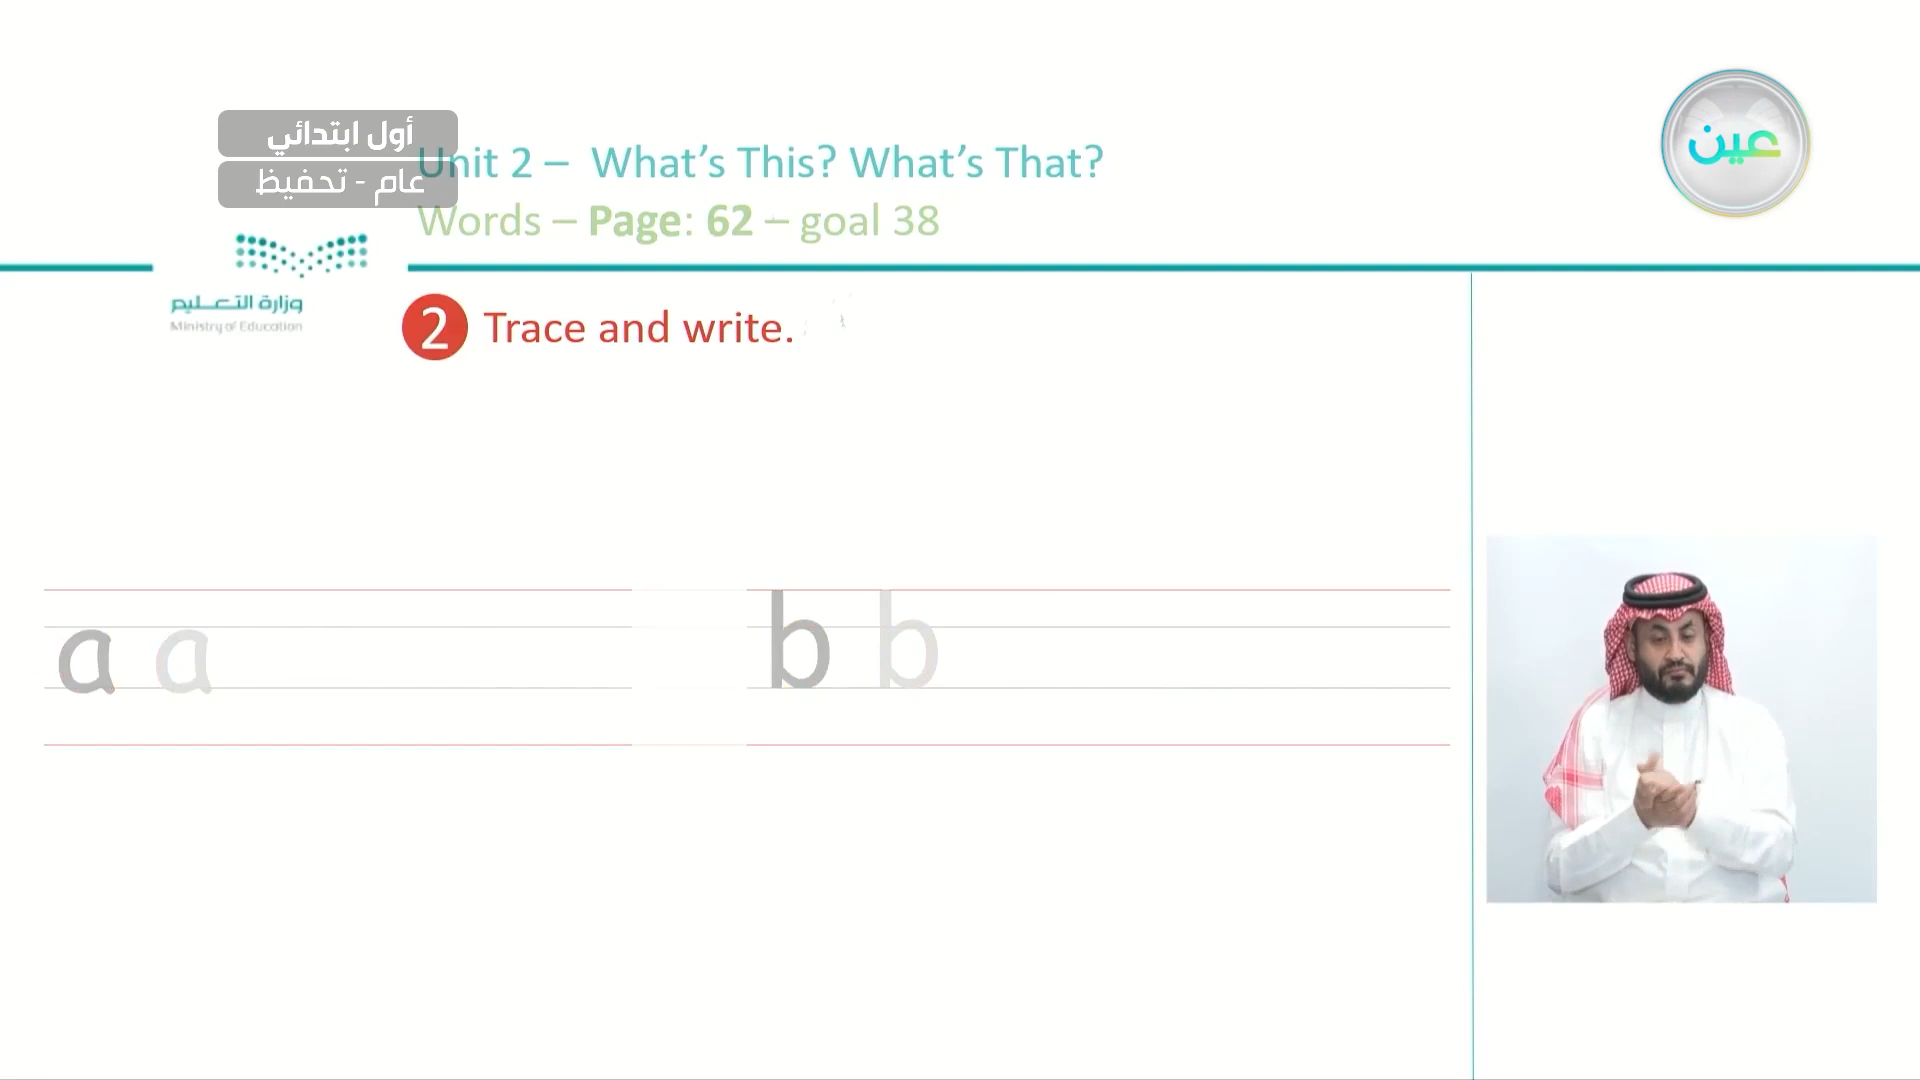 أول ابتدائي
عام - تحفيظ
Unit 2 – What's This? What's That?
Words – Page: 62 – goal 38
عين
وزارة التعليم
Ministry of Education
2 Trace and write.
a a b b